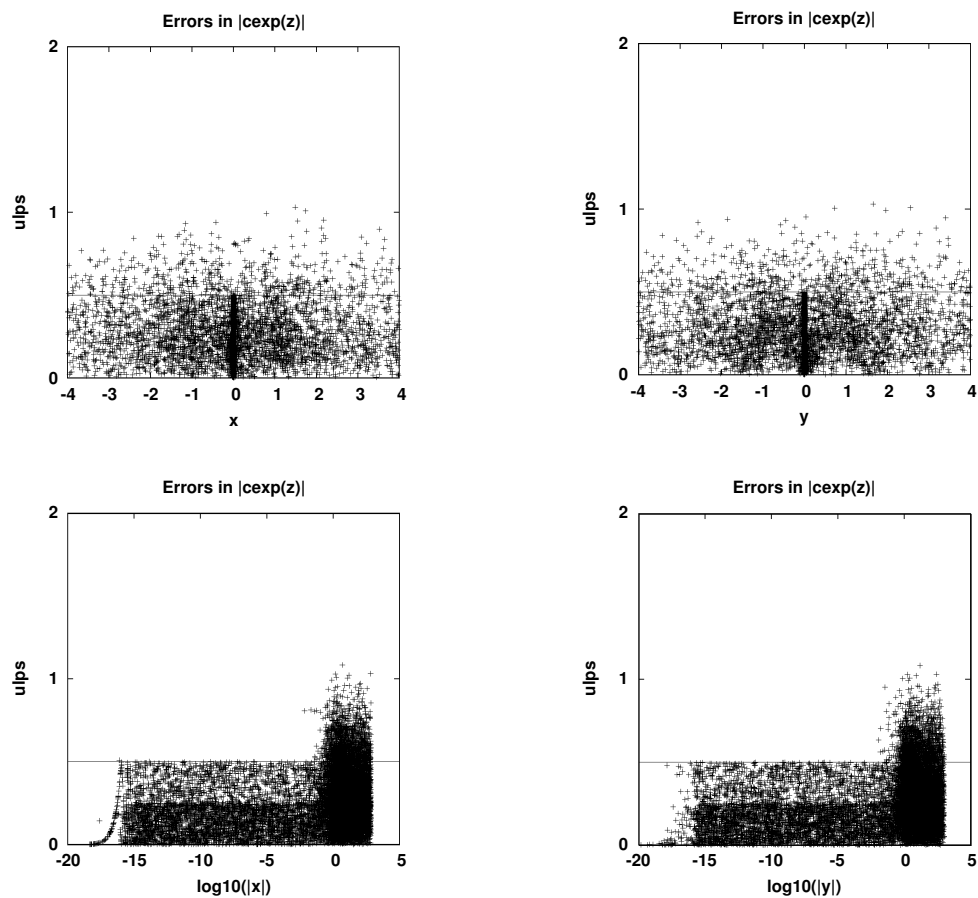 Errors in |cexp(z)|
2
1
0
ulps
-4 -3 -2 -1 0 1 2 3 4
x
Errors in |cexp(z)|
2
1
0
ulps
-4 -3 -2 -1 0 1 2 3 4
y
Errors in |cexp(z)|
2
1
0
ulps
-20 -15 -10 -5 0 5
log10(|x|)
Errors in |cexp(z)|
2
1
0
ulps
-20 -15 -10 -5 0 5
log10(|y|)